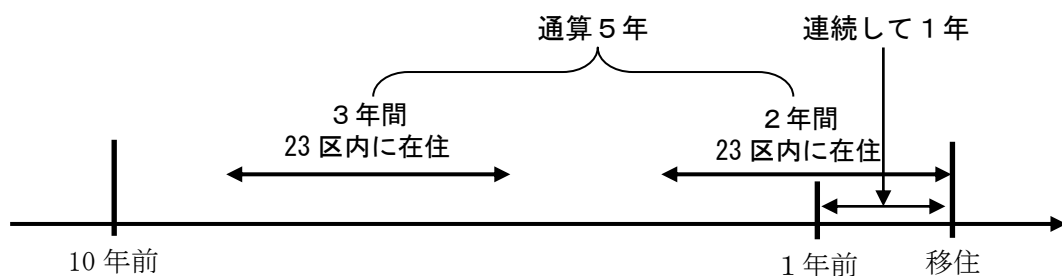 通算５年
連続して１年
３年間
23 区内に在住
２年間
23 区内に在住
10 年前
１年前
移住